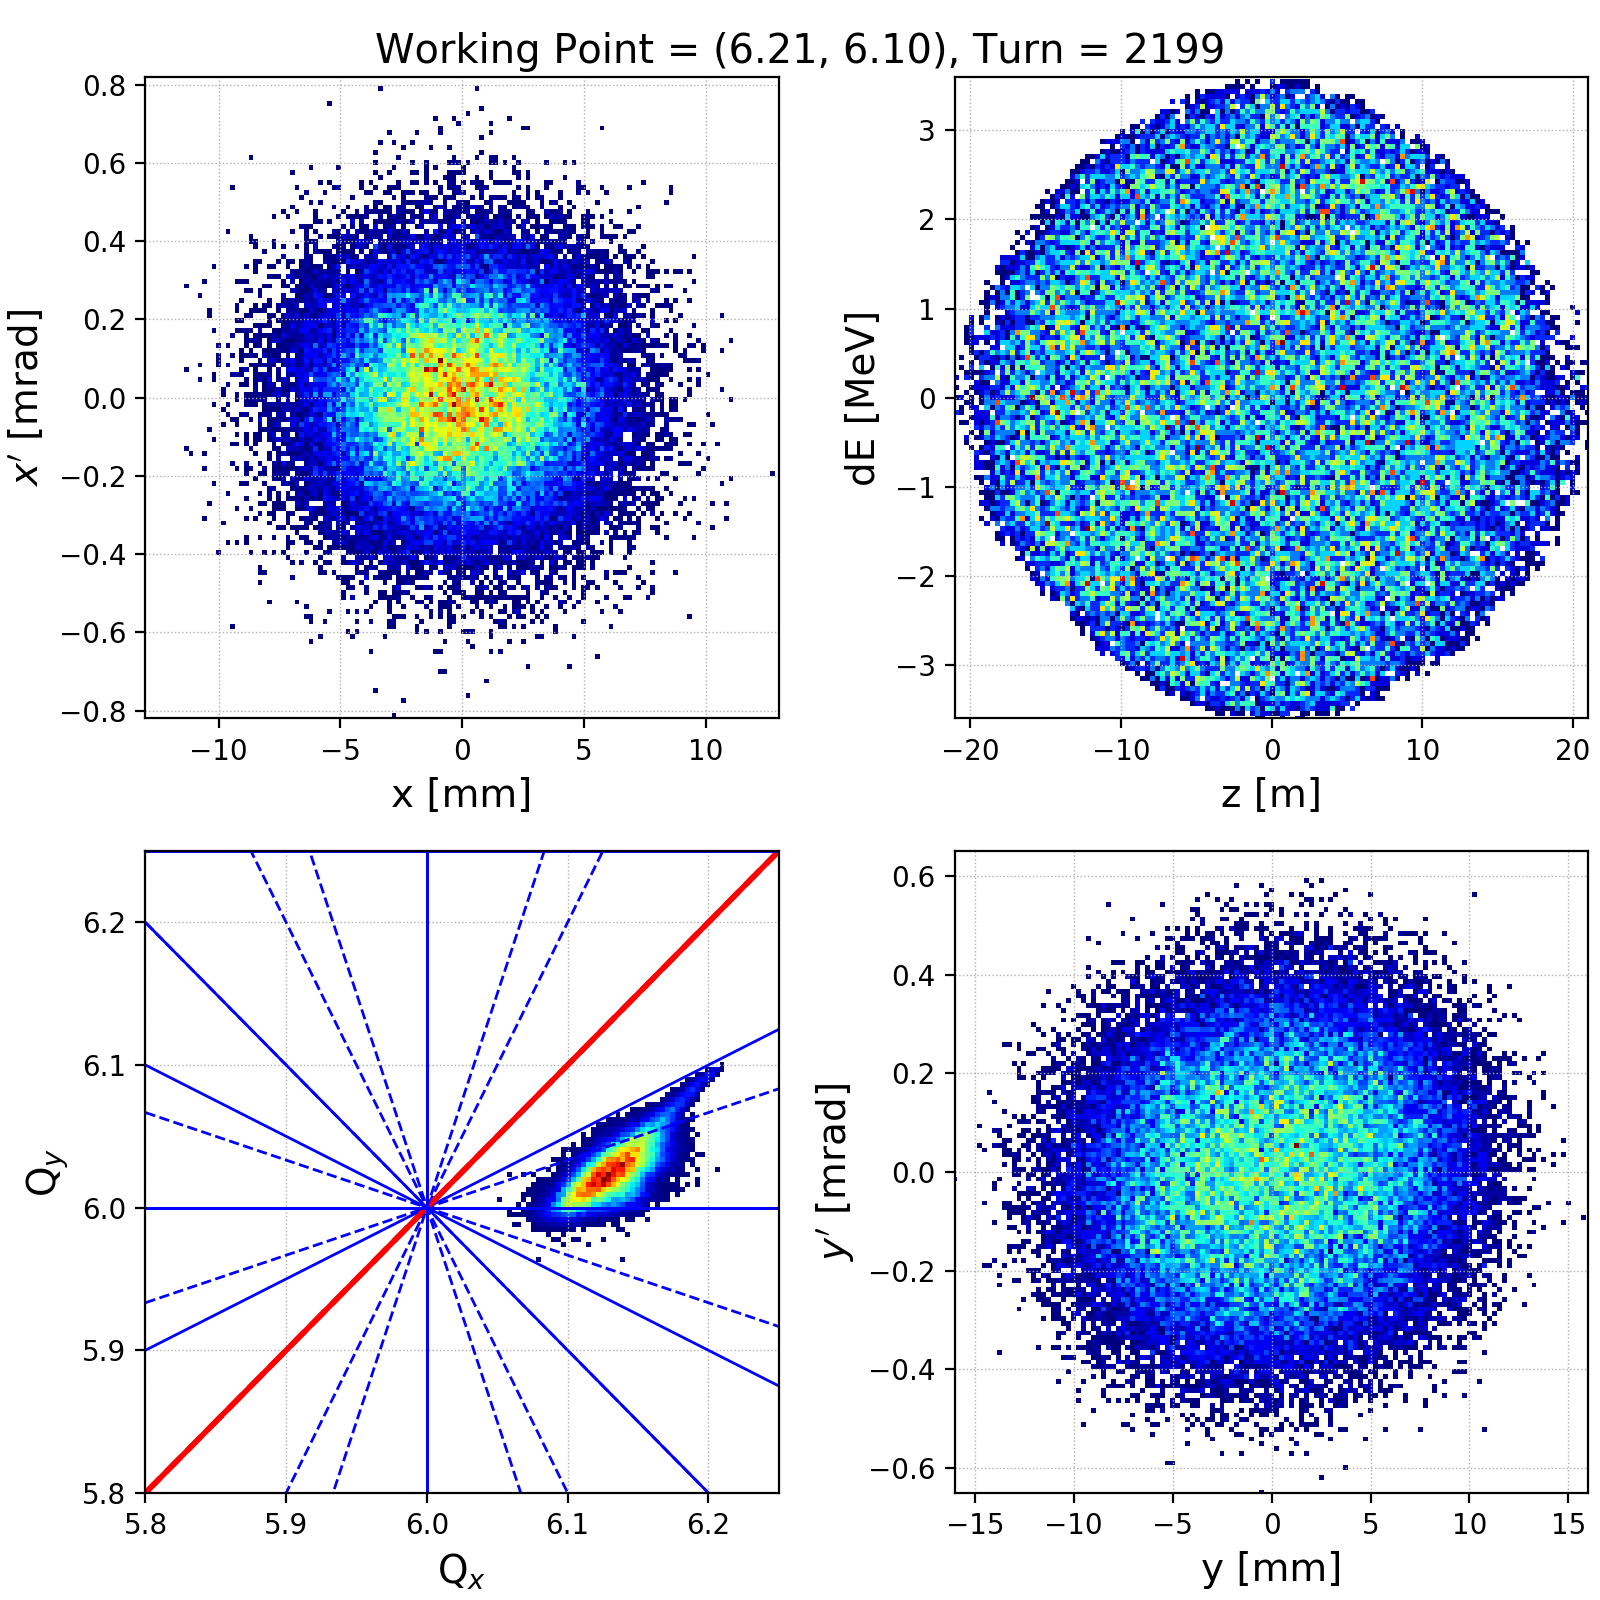 Working Point = (6.21, 6.10), Turn = 2199
0.8
0.6
0.4
0.2
0.0
−0.2
−0.4
−0.6
−0.8
x′ [mrad]
−10 −5 0 5 10
x [mm]
3
2
1
0
−1
−2
−3
dE [MeV]
−20 −10 0 10 20
z [m]
6.2
6.1
6.0
5.9
5.8
Qy
5.8 5.9 6.0 6.1 6.2
Qx
0.6
0.4
0.2
0.0
−0.2
−0.4
−0.6
y′ [mrad]
−15 −10 −5 0 5 10 15
y [mm]